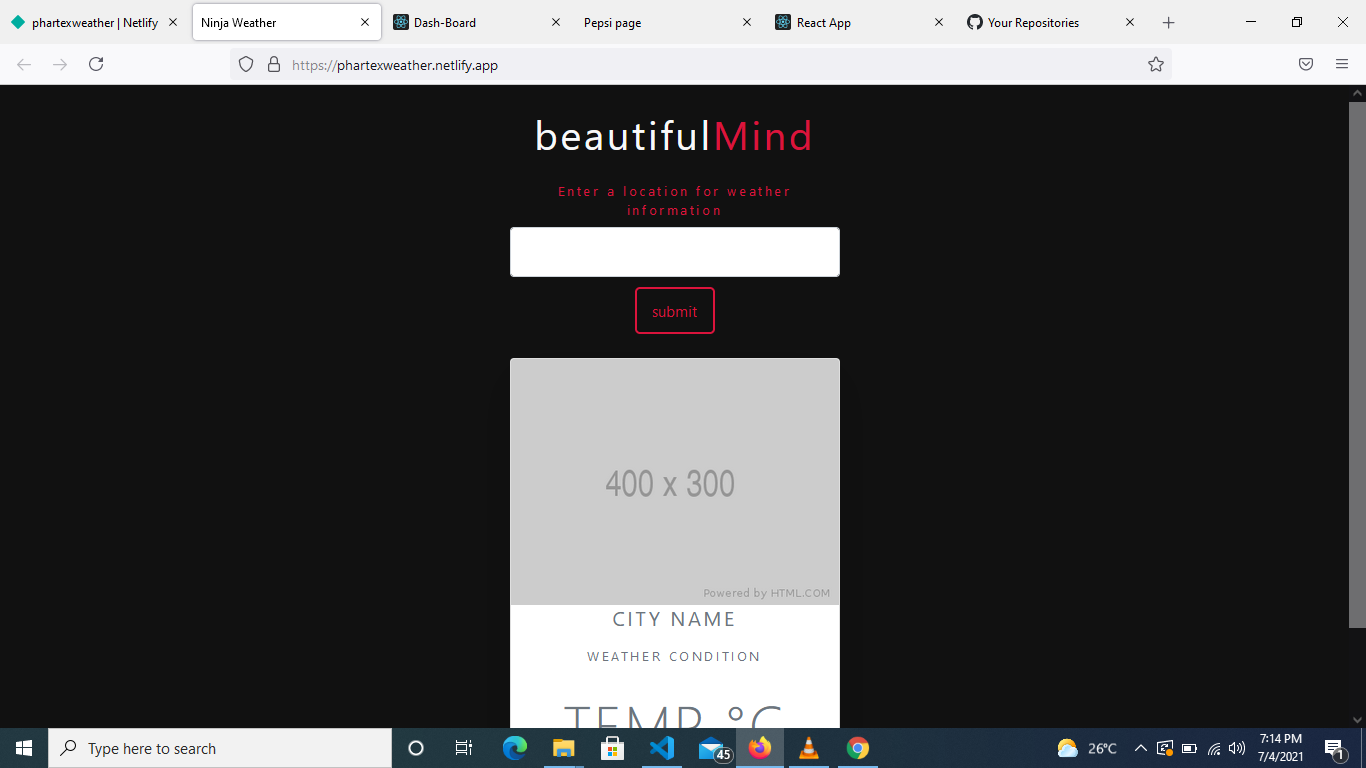 phartexweather | Netlify
Ninja Weather
Dash-Board
Pepsi page
React App
Your Repositories
https://phartexweather.netlify.app
beautifulMind
Enter a location for weather
information
submit
400 x 300
Powered by HTML.COM
CITY NAME
WEATHER CONDITION
TEMP °C
Type here to search
45
26°C
7:14 PM
7/4/2021
1